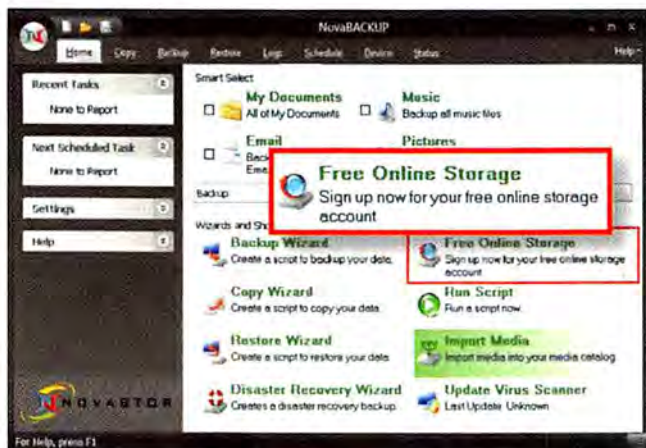 NovaBACKUP
Home Copy Backup Restore Logs Schedule Device Status Help
Recent Tasks
None to Report
Next Scheduled Task
None to Report
Settings
Help
Smart Select
My Documents
All of My Documents
Music
Backup all music files
Email
Pictures
Backup
Free Online Storage
Sign up now for your free online storage
account
Wizards and
Backup Wizard
Create a script to backup your data.
Free Online Storage
Sign up now for your free online storage
account
Copy Wizard
Create a script to copy your data.
Run Script
Run a script now.
Restore Wizard
Create a script to restore your data.
Import Media
Import media into your media catalog.
Disaster Recovery Wizard
Creates a disaster recovery backup.
Update Virus Scanner
Last Update Unknown
NOVASTOR
For Help, press F1